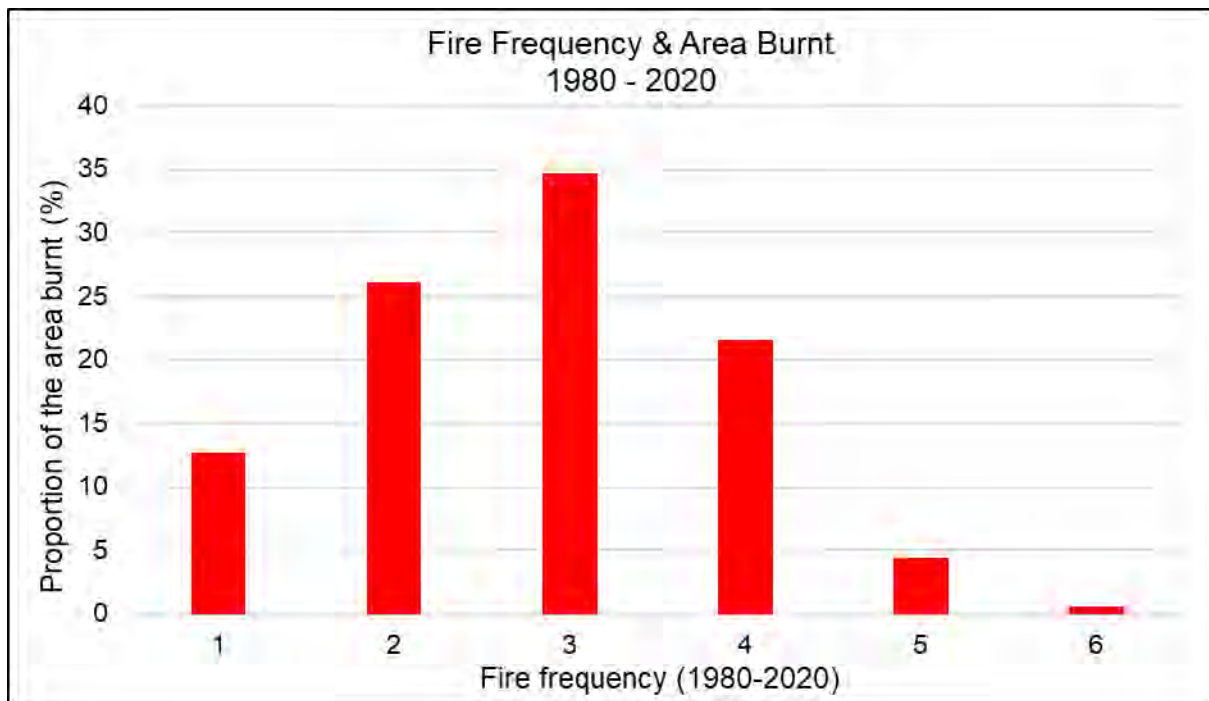 Fire Frequency & Area Burnt
1980 - 2020
Proportion of the area burnt (%)
40
35
30
25
20
15
10
5
0
1 2 3 4 5 6
Fire frequency (1980-2020)